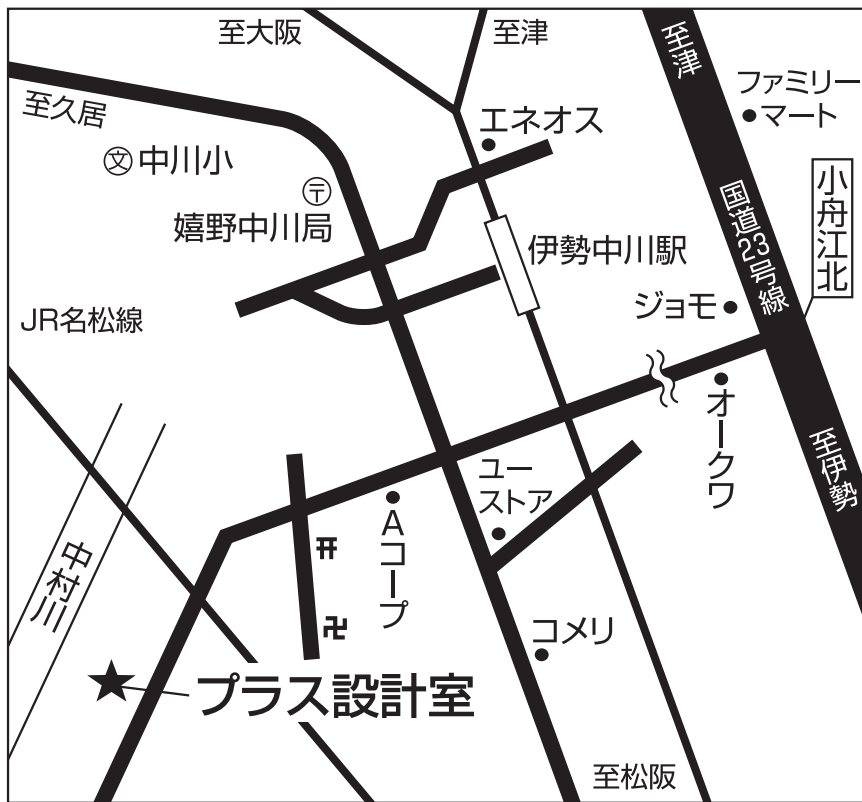 至大阪
至津
至津
ファミリー
マート
至久居
エネオス
文
中川小
〒
嬉野中川局
国道23号線
小舟江北
伊勢中川駅
ジョモ
JR名松線
オークワ
至伊勢
ユー
ストア
Aコープ
中村川
卍
コメリ
プラス設計室
至松阪